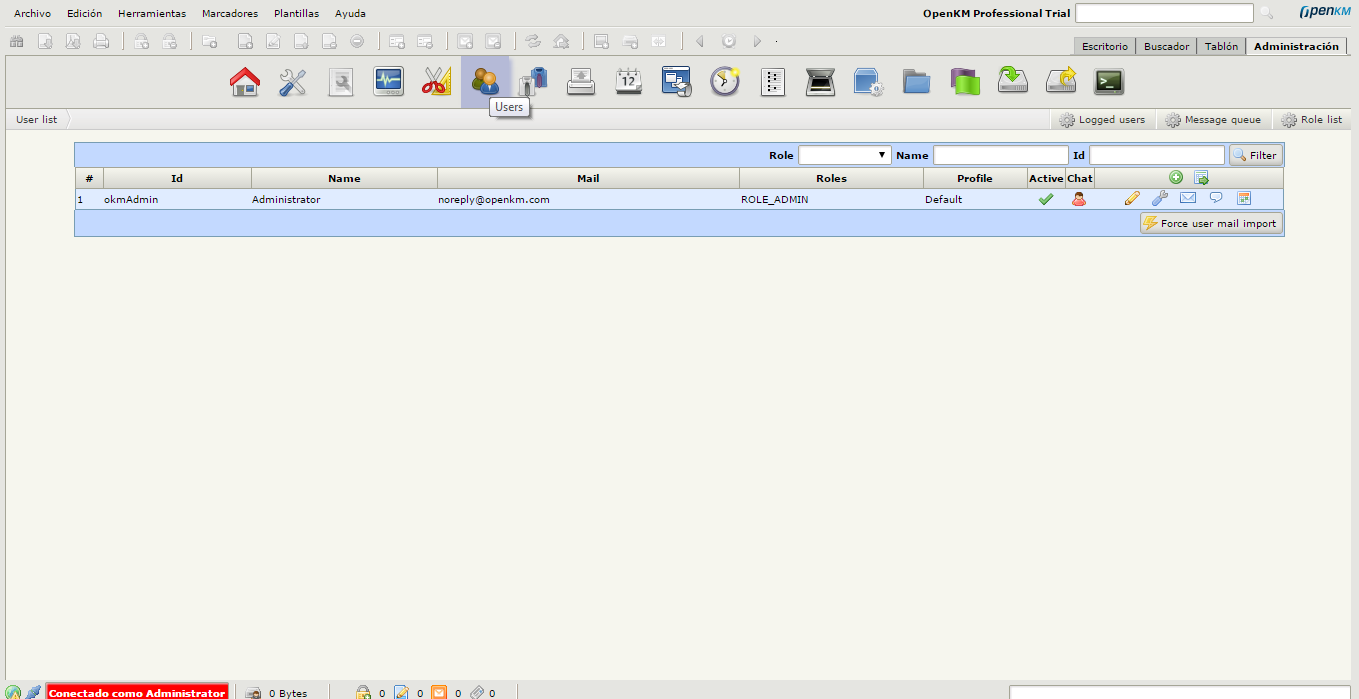 Archivo Edición Herramientas Marcadores Plantillas Ayuda
OpenKM Professional Trial
OPENKM
Escritorio Buscador Tablón Administración
12
Users
User list
Logged users Message queue Role list
Role Name Id Filter
# Id Name Mail Roles Profile Active Chat
1 okmAdmin Administrator noreply@openkm.com ROLE_ADMIN Default
Force user mail import
Conectado como Administrator 0 Bytes 0 0 0 0